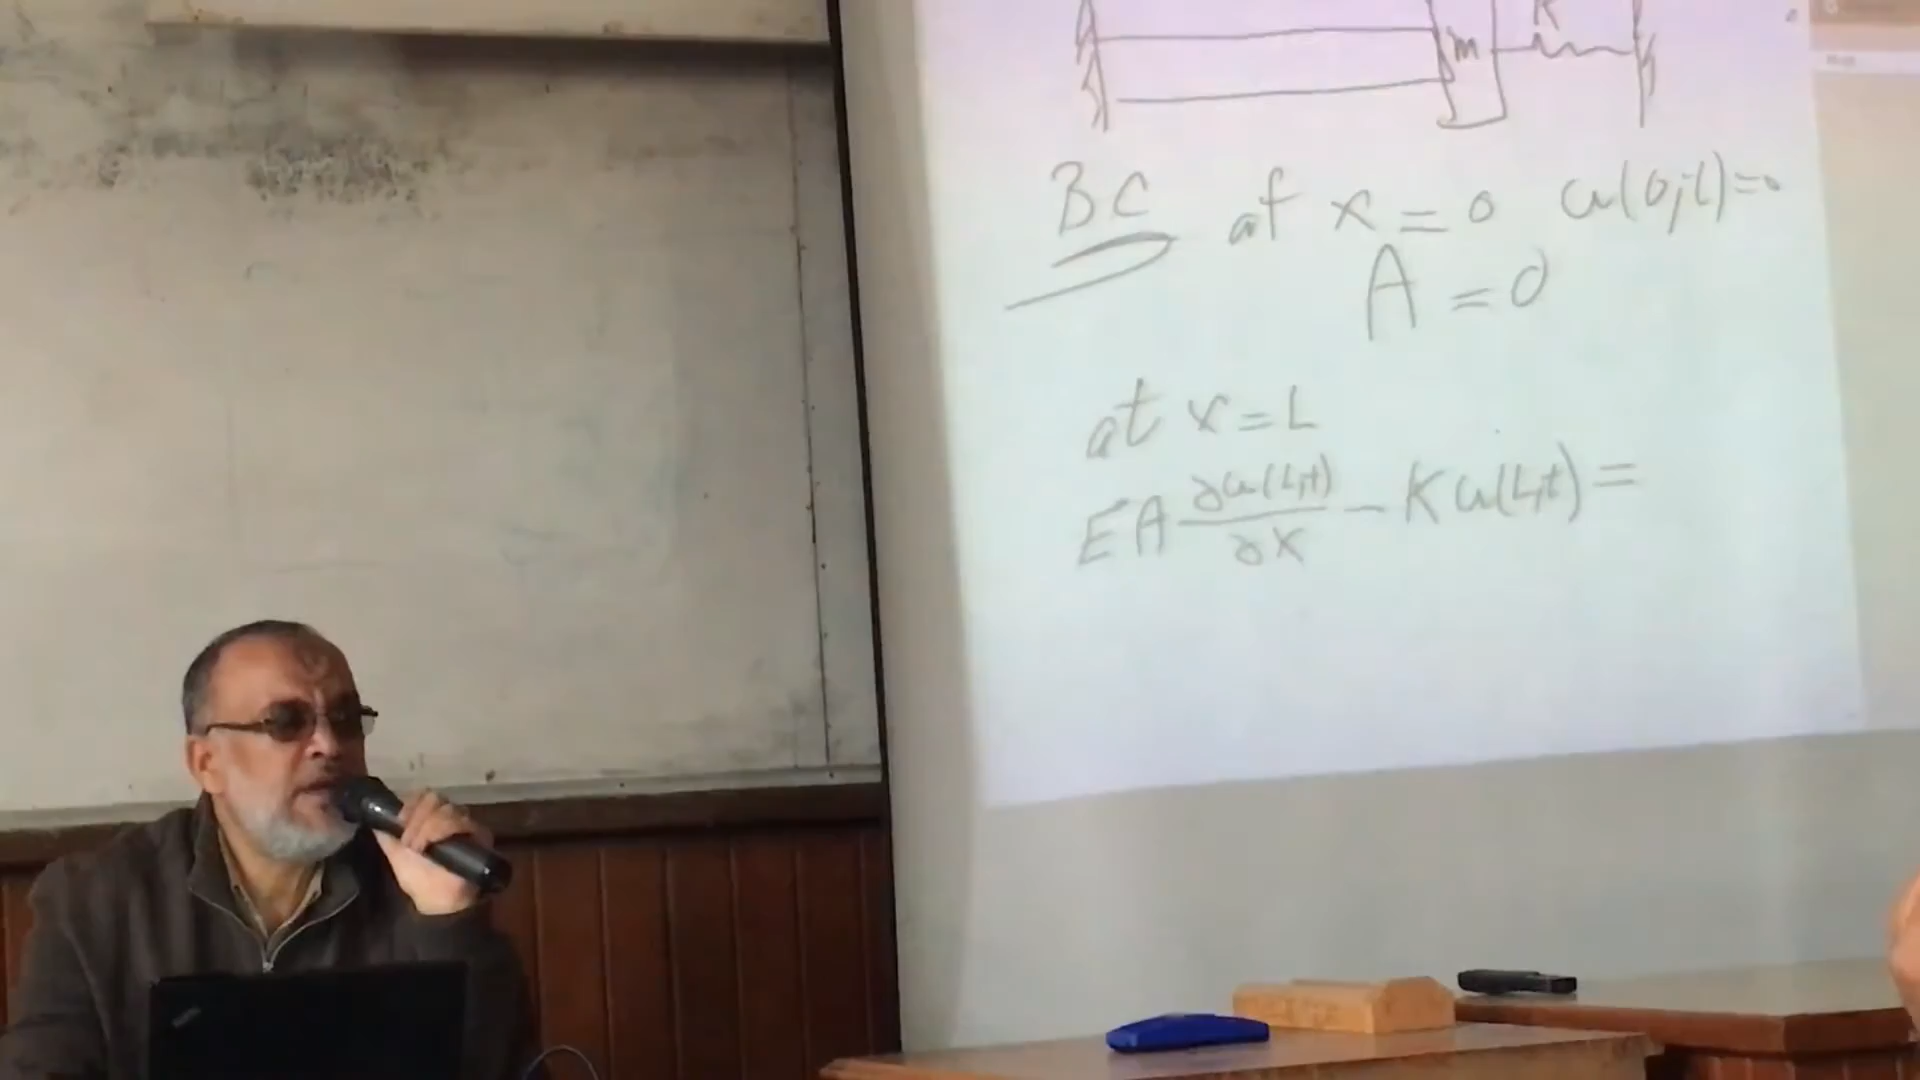 m K
BC at x = 0 u(0,t)=0
A = 0
at x = L
EA ∂u(L,t)/∂x - K u(L,t) =